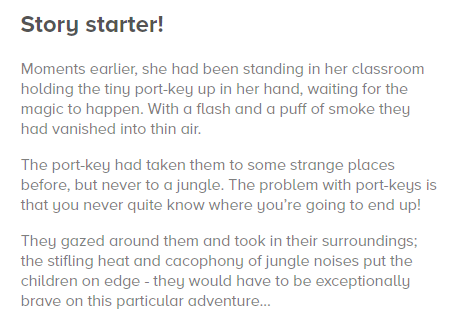 Story starter!
Moments earlier, she had been standing in her classroom
holding the tiny port-key up in her hand, waiting for the
magic to happen. With a flash and a puff of smoke they
had vanished into thin air.
The port-key had taken them to some strange places
before, but never to a jungle. The problem with port-keys is
that you never quite know where you're going to end up!
They gazed around them and took in their surroundings;
the stifling heat and cacophony of jungle noises put the
children on edge - they would have to be exceptionally
brave on this particular adventure...